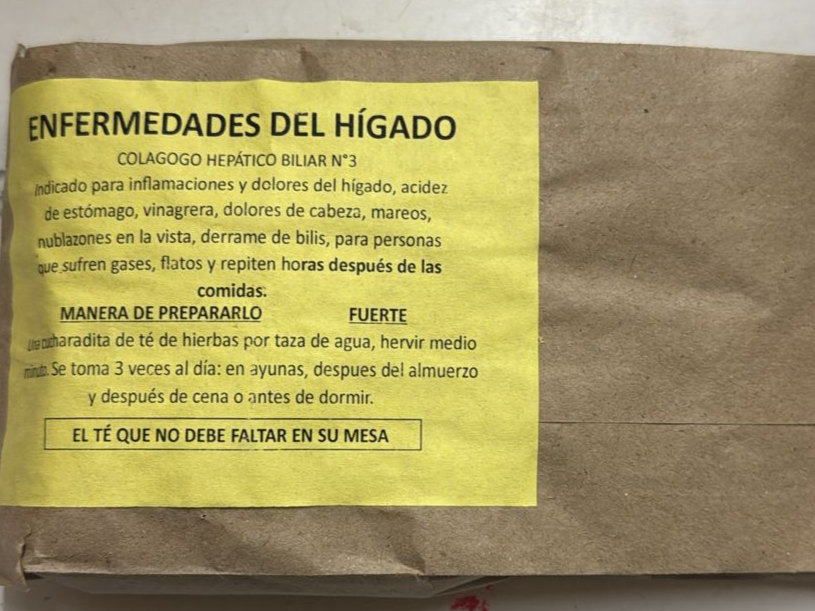 ENFERMEDADES DEL HÍGADO
COLAGOGO HEPÁTICO BILIAR N°3
Indicado para inflamaciones y dolores del hígado, acidez
de estómago, vinagrera, dolores de cabeza, mareos,
nublazones en la vista, derrame de bilis, para personas
que sufren gases, flatos y repiten horas después de las
comidas.
MANERA DE PREPARARLO FUERTE
Una cucharadita de té de hierbas por taza de agua, hervir medio
minuto. Se toma 3 veces al día: en ayunas, despues del almuerzo
y después de cena o antes de dormir.
EL TÉ QUE NO DEBE FALTAR EN SU MESA